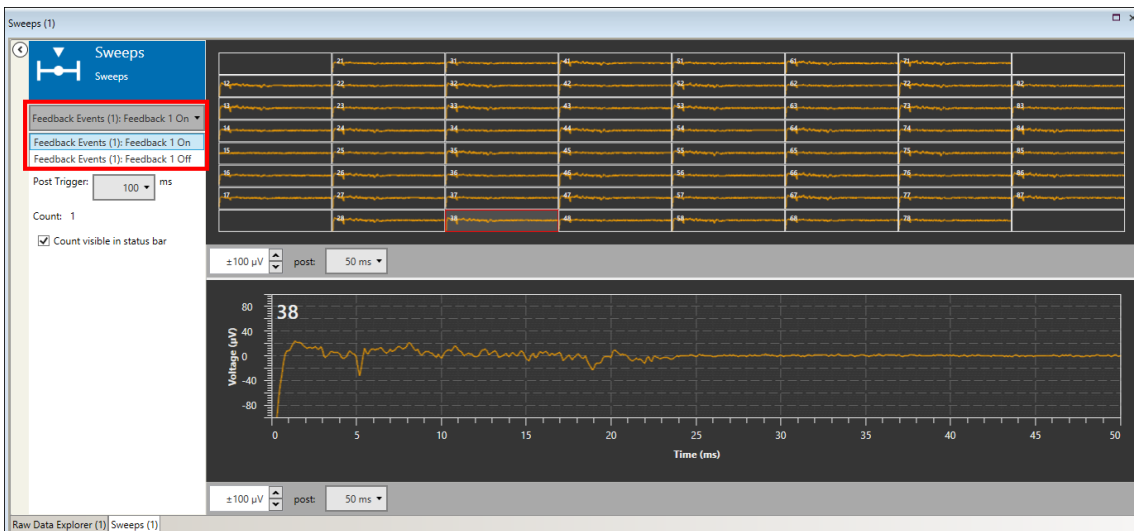 Sweeps (1)
Sweeps
Sweeps
Feedback Events (1): Feedback 1 On
Feedback Events (1): Feedback 1 On
Feedback Events (1): Feedback 1 Off
Post Trigger: 100 ms
Count: 1
Count visible in status bar
21 31 41 51 61 71
12 22 32 42 52 62 72 82
13 23 33 43 53 63 73 83
14 24 34 44 54 64 74 84
15 25 35 45 55 65 75 85
16 26 36 46 56 66 76 86
17 27 37 47 57 67 77 87
28 38 48 58 68 78
±100 µV post: 50 ms
38
Voltage (µV)
80
40
0
-40
-80
0 5 10 15 20 25 30 35 40 45 50
Time (ms)
±100 µV post: 50 ms
Raw Data Explorer (1) Sweeps (1)